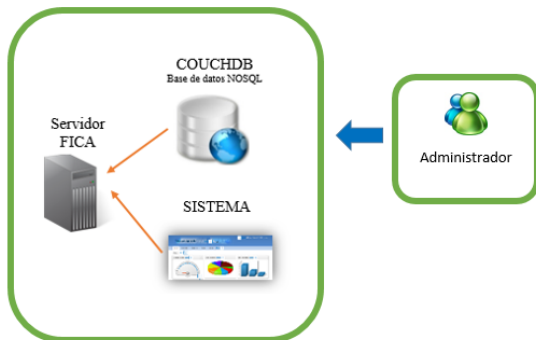 COUCHDB
Base de datos NOSQL
Servidor
FICA
Administrador
SISTEMA